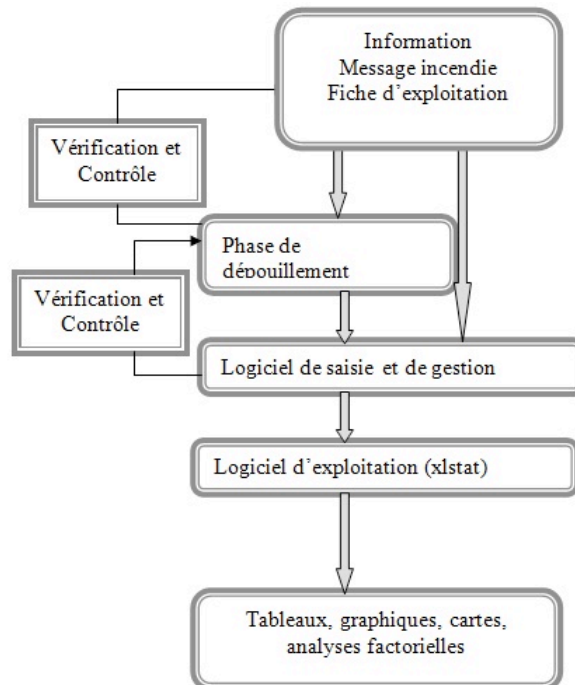 Information
Message incendie
Fiche d'exploitation
Vérification et
Contrôle
Phase de
dépouillement
Vérification et
Contrôle
Logiciel de saisie et de gestion
Logiciel d'exploitation (xlstat)
Tableaux, graphiques, cartes,
analyses factorielles